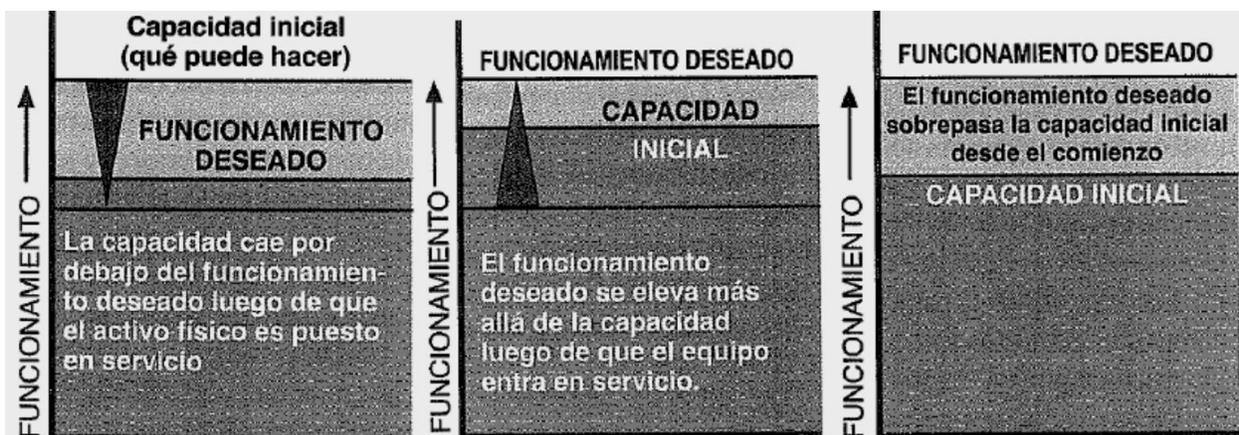 Capacidad inicial
(qué puede hacer)
FUNCIONAMIENTO
FUNCIONAMIENTO
DESEADO
La capacidad cae por
debajo del funcionamien-
to deseado luego de que
el activo físico es puesto
en servicio
FUNCIONAMIENTO DESEADO
FUNCIONAMIENTO
CAPACIDAD
INICIAL
El funcionamiento
deseado se eleva más
allá de la capacidad
luego de que el equipo
entra en servicio.
FUNCIONAMIENTO DESEADO
FUNCIONAMIENTO
El funcionamiento deseado
sobrepasa la capacidad inicial
desde el comienzo
CAPACIDAD INICIAL